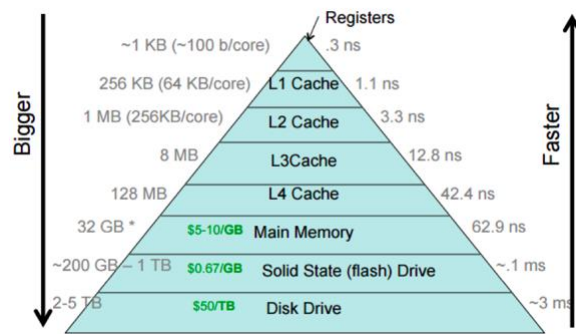 Registers
~1 KB (~100 b/core) .3 ns
256 KB (64 KB/core) L1 Cache 1.1 ns
1 MB (256KB/core) L2 Cache 3.3 ns
8 MB L3Cache 12.8 ns
128 MB L4 Cache 42.4 ns
32 GB * $5-10/GB Main Memory 62.9 ns
~200 GB – 1 TB $0.67/GB Solid State (flash) Drive ~.1 ms
2-5 TB $50/TB Disk Drive ~3 ms
Bigger
Faster